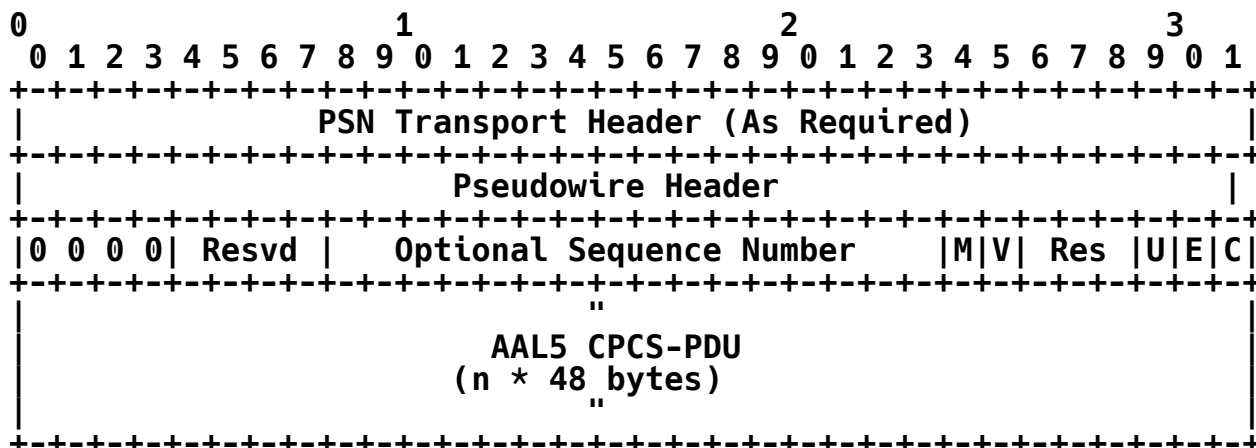 0                   1                   2                   3
 0 1 2 3 4 5 6 7 8 9 0 1 2 3 4 5 6 7 8 9 0 1 2 3 4 5 6 7 8 9 0 1
+-+-+-+-+-+-+-+-+-+-+-+-+-+-+-+-+-+-+-+-+-+-+-+-+-+-+-+-+-+-+-+-+
|               PSN Transport Header (As Required)              |
+-+-+-+-+-+-+-+-+-+-+-+-+-+-+-+-+-+-+-+-+-+-+-+-+-+-+-+-+-+-+-+-+
|                      Pseudowire Header                       |
+-+-+-+-+-+-+-+-+-+-+-+-+-+-+-+-+-+-+-+-+-+-+-+-+-+-+-+-+-+-+-+-+
|0 0 0 0| Resvd |   Optional Sequence Number    |M|V| Res |U|E|C|
+-+-+-+-+-+-+-+-+-+-+-+-+-+-+-+-+-+-+-+-+-+-+-+-+-+-+-+-+-+-+-+-+
|                             "                                 |
|                        AAL5 CPCS-PDU                          |
|                      (n * 48 bytes)                           |
|                             "                                 |
+-+-+-+-+-+-+-+-+-+-+-+-+-+-+-+-+-+-+-+-+-+-+-+-+-+-+-+-+-+-+-+-+